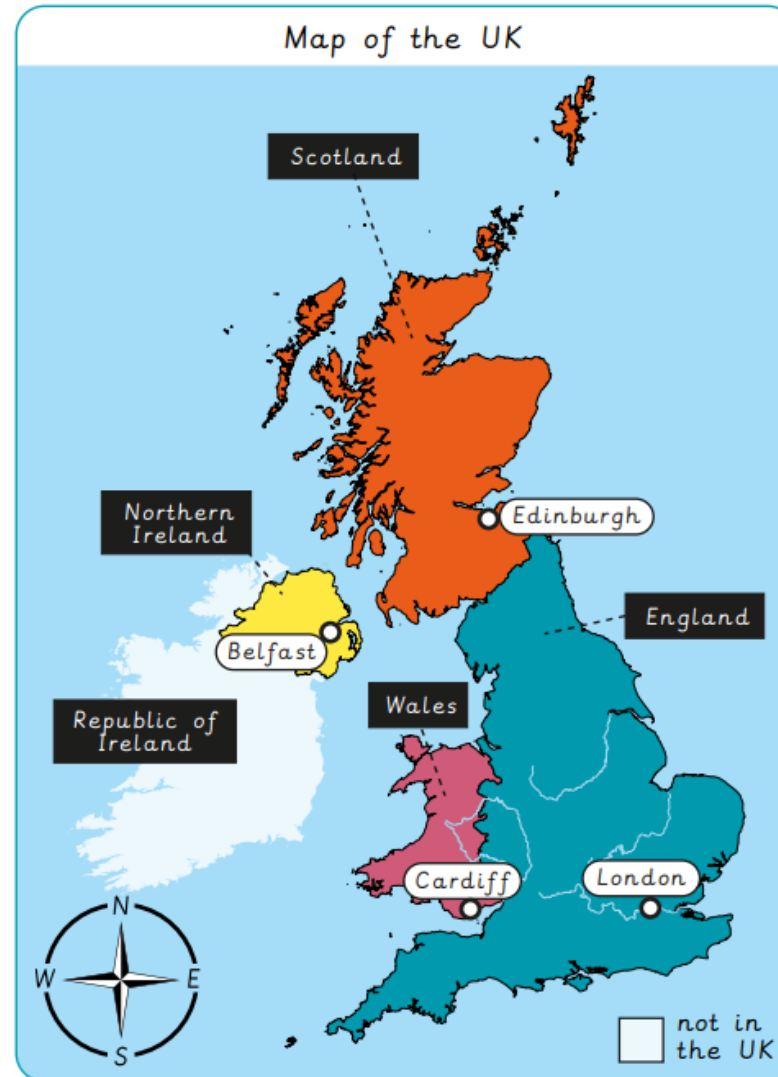 Map of the UK
Scotland
Northern
Ireland
Edinburgh
England
Belfast
Wales
Republic of
Ireland
Cardiff
London
N
W
E
S
not in
the UK